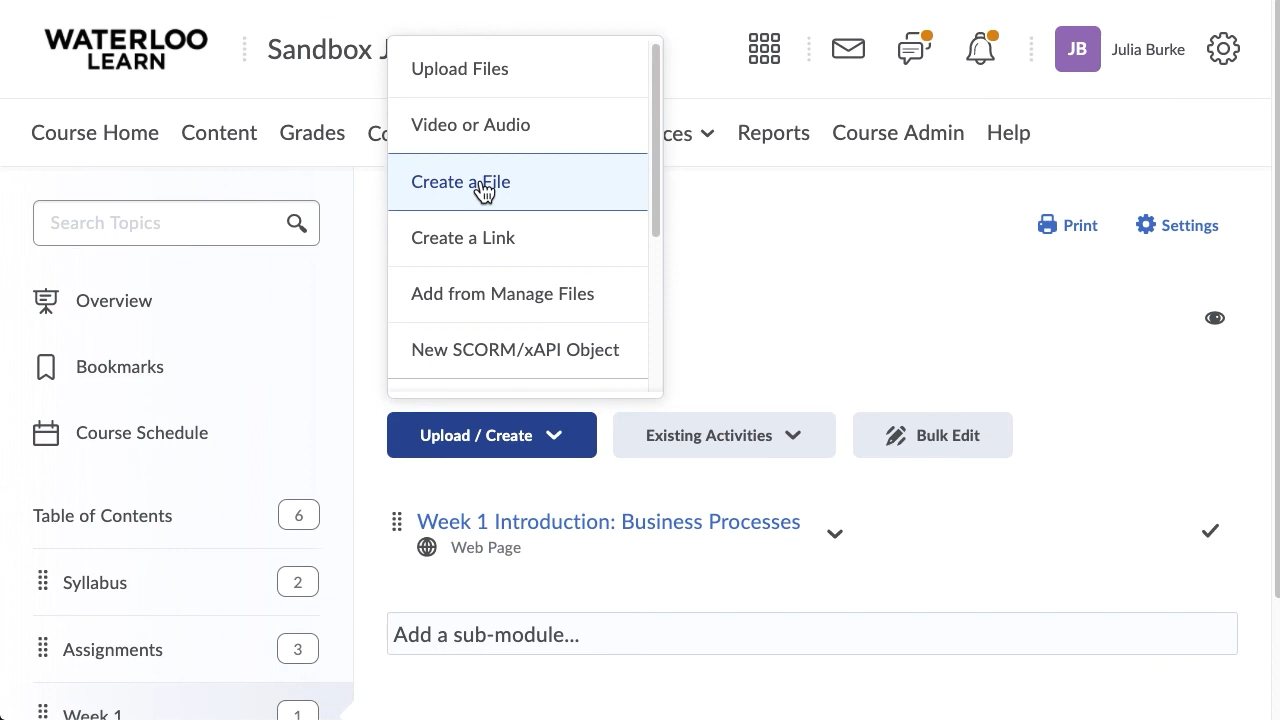 WATERLOO
LEARN
Sandbox J
JB
Julia Burke
Upload Files
Video or Audio
Create a File
Create a Link
Add from Manage Files
New SCORM/xAPI Object
Course Home
Content
Grades
Co
ces
Reports
Course Admin
Help
Search Topics
Print
Settings
Overview
Bookmarks
Course Schedule
Upload / Create
Existing Activities
Bulk Edit
Table of Contents
6
Week 1 Introduction: Business Processes
Web Page
Syllabus
2
Add a sub-module...
Assignments
3
Week 1
1